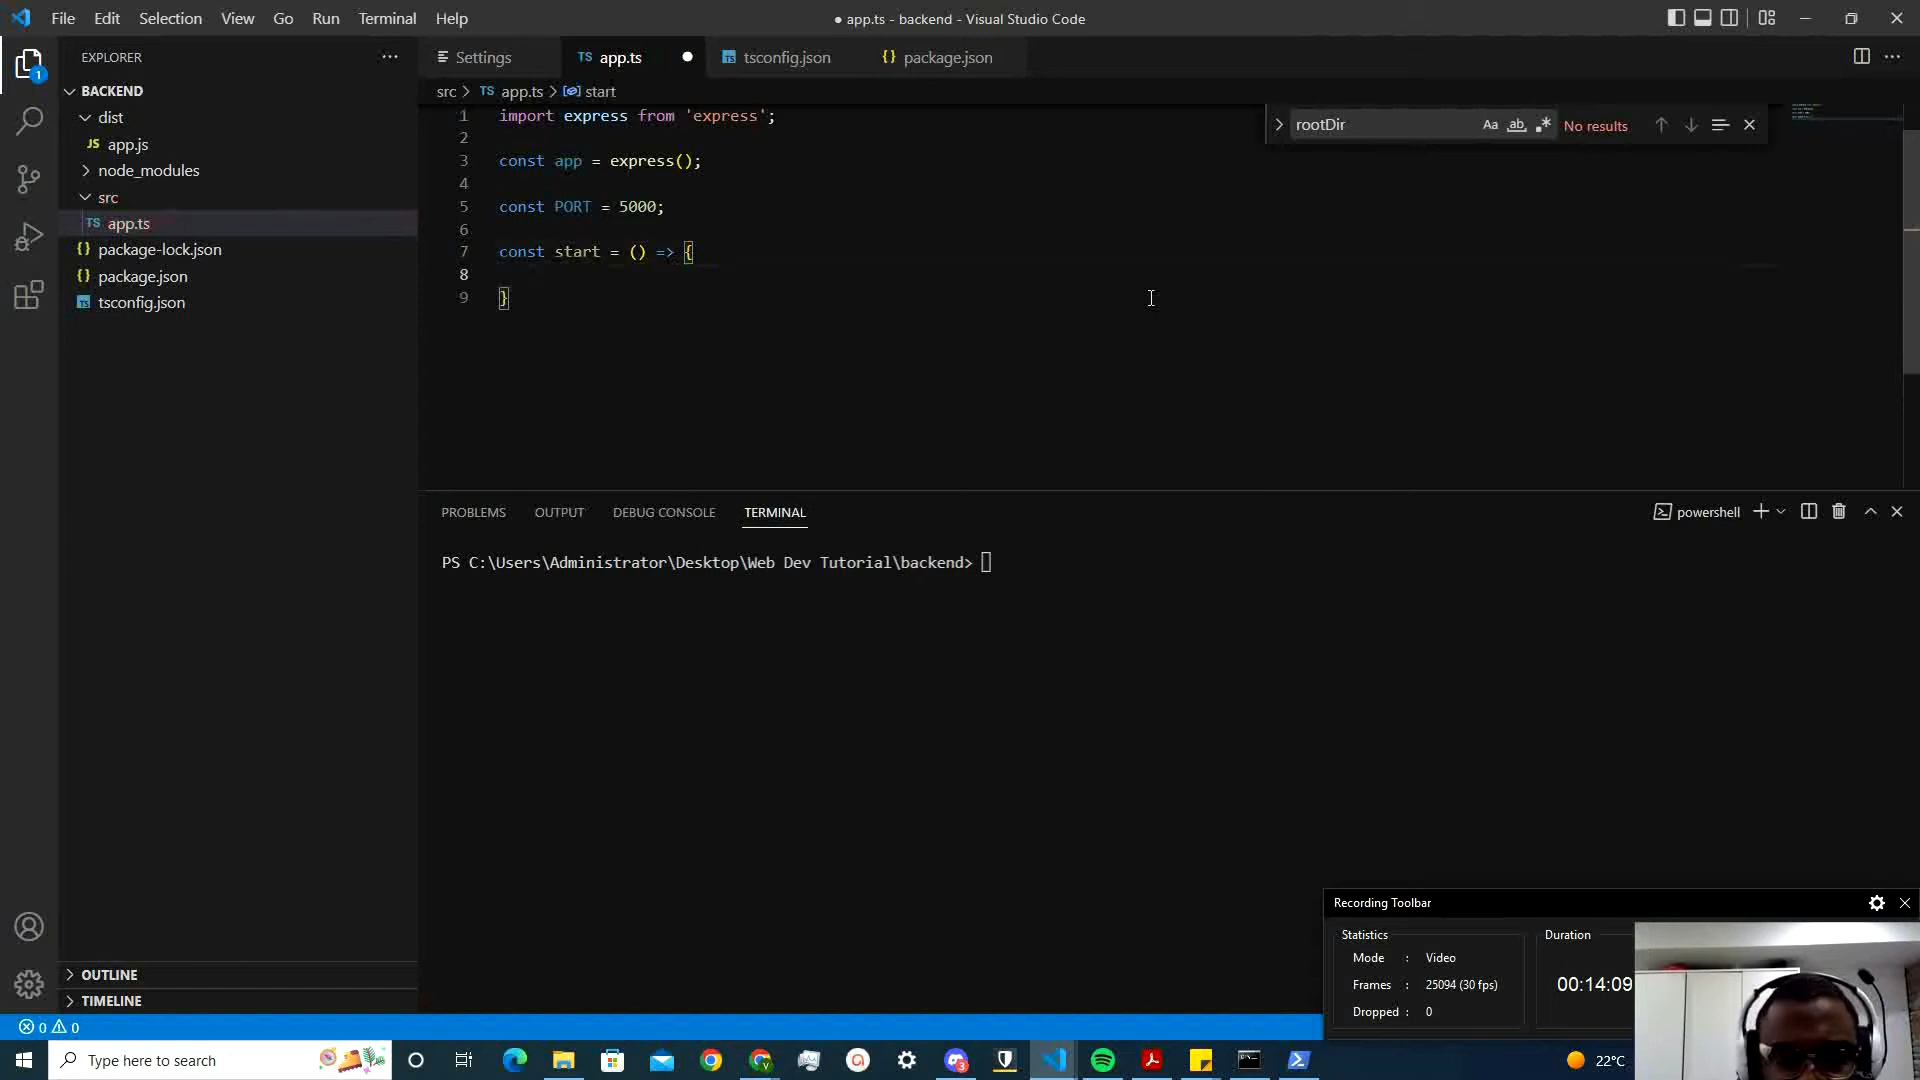 File Edit Selection View Go Run Terminal Help
● app.ts - backend - Visual Studio Code
1
EXPLORER
BACKEND
dist
JS app.js
node_modules
src
TS app.ts
{} package-lock.json
{} package.json
TS tsconfig.json
OUTLINE
TIMELINE
Settings
TS app.ts
TS tsconfig.json
{} package.json
src > TS app.ts > start
rootDir
Aa ab .*
No results
1 import express from 'express';
2
3 const app = express();
4
5 const PORT = 5000;
6
7 const start = () => {
8
9 }
PROBLEMS OUTPUT DEBUG CONSOLE TERMINAL
powershell
PS C:\Users\Administrator\Desktop\Web Dev Tutorial\backend>
Recording Toolbar
Statistics
Mode : Video
Frames : 25094 (30 fps)
Dropped : 0
Duration
00:14:09
0 0
Type here to search
3
22°C